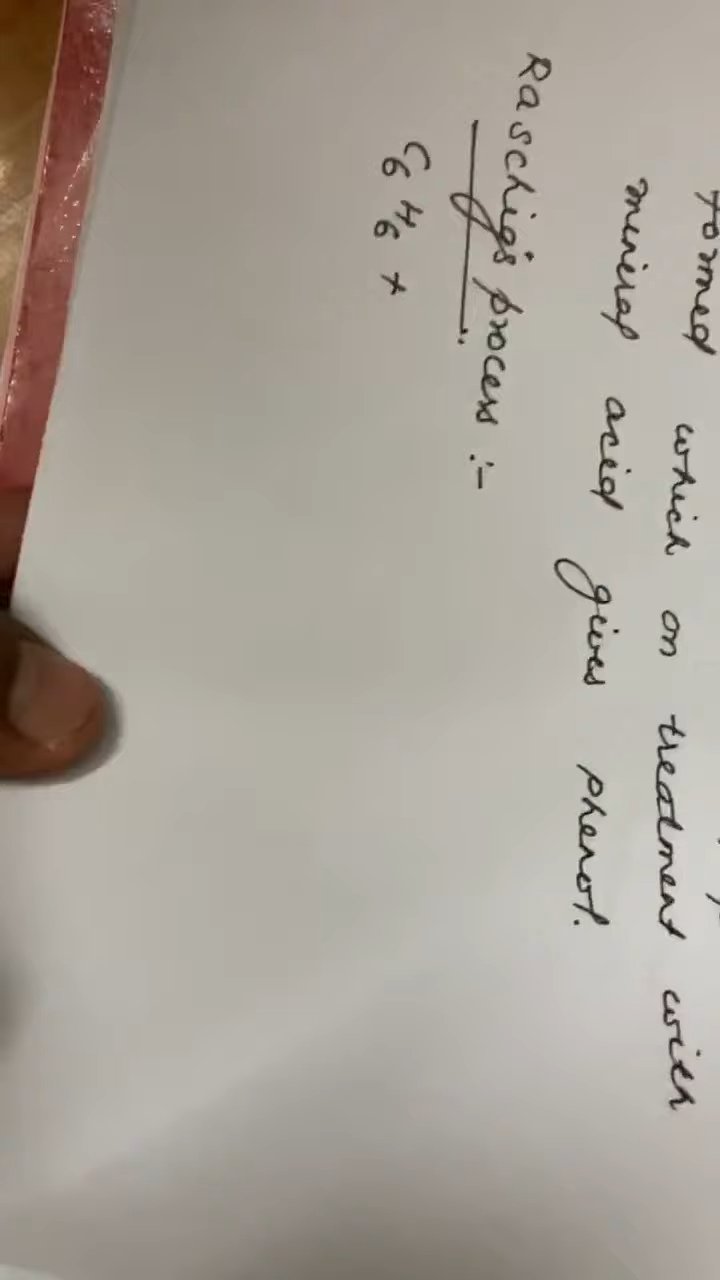 formed which on treatment with
mineral acid gives phenol.
Raschig's process :-
C6H6 +